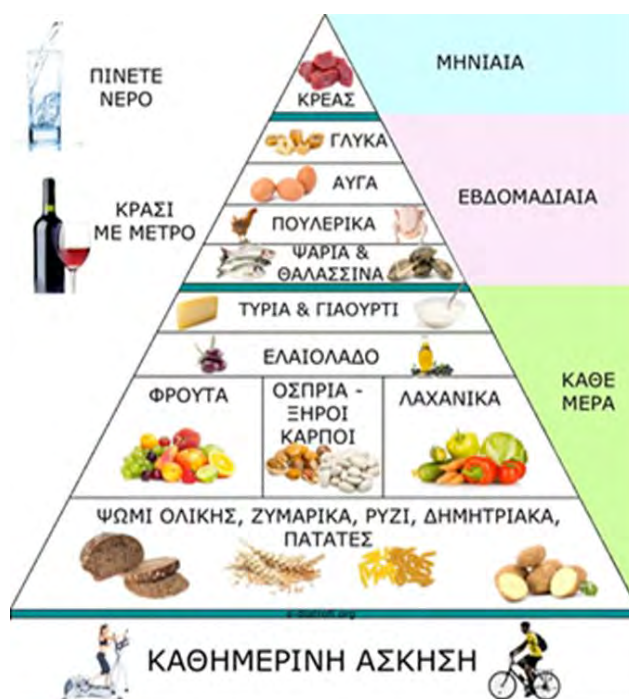 ΠΙΝΕΤΕ
ΝΕΡΟ
ΚΡΑΣΙ
ΜΕ ΜΕΤΡΟ
ΚΡΕΑΣ
ΓΛΥΚΑ
ΑΥΓΑ
ΠΟΥΛΕΡΙΚΑ
ΨΑΡΙΑ &
ΘΑΛΑΣΣΙΝΑ
ΤΥΡΙΑ & ΓΙΑΟΥΡΤΙ
ΕΛΑΙΟΛΑΔΟ
ΦΡΟΥΤΑ
ΟΣΠΡΙΑ -
ΞΗΡΟΙ
ΚΑΡΠΟΙ
ΛΑΧΑΝΙΚΑ
ΨΩΜΙ ΟΛΙΚΗΣ, ΖΥΜΑΡΙΚΑ, ΡΥΖΙ, ΔΗΜΗΤΡΙΑΚΑ,
ΠΑΤΑΤΕΣ
ΜΗΝΙΑΙΑ
ΕΒΔΟΜΑΔΙΑΙΑ
ΚΑΘΕ
ΜΕΡΑ
ΚΑΘΗΜΕΡΙΝΗ ΑΣΚΗΣΗ